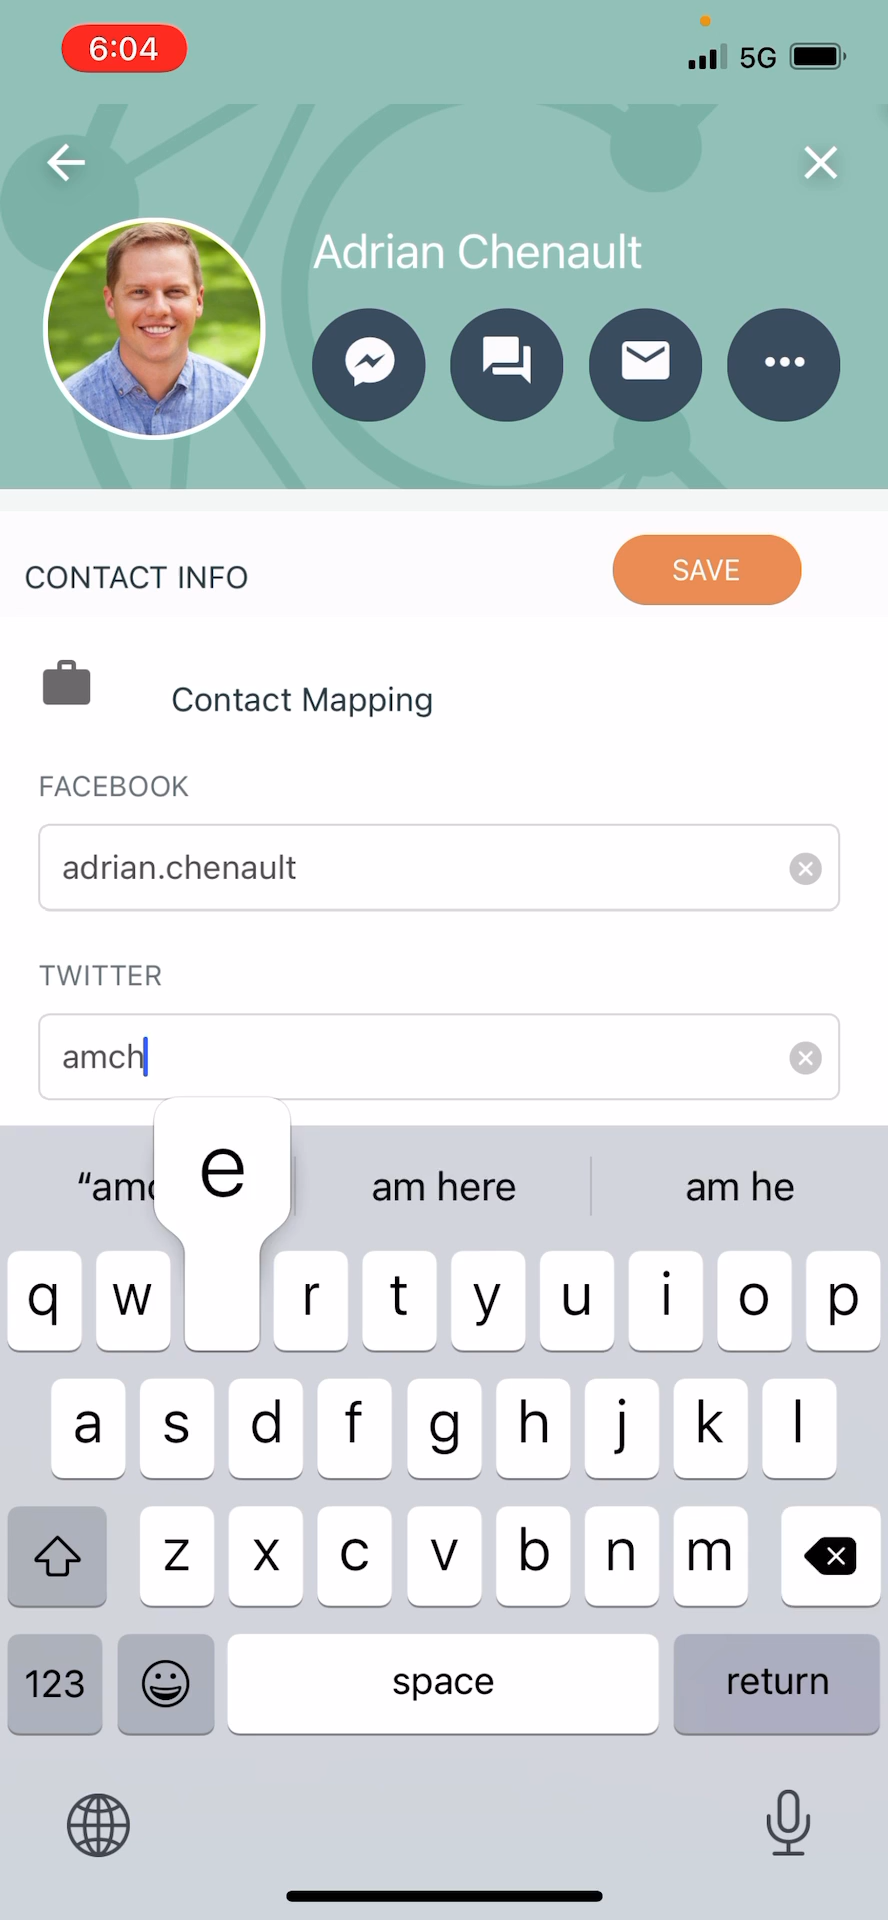 6:04
5G
Adrian Chenault
CONTACT INFO
SAVE
Contact Mapping
FACEBOOK
adrian.chenault
TWITTER
amch
e
"am
am here
am he
q w r t y u i o p
a s d f g h j k l
z x c v b n m
123
space
return